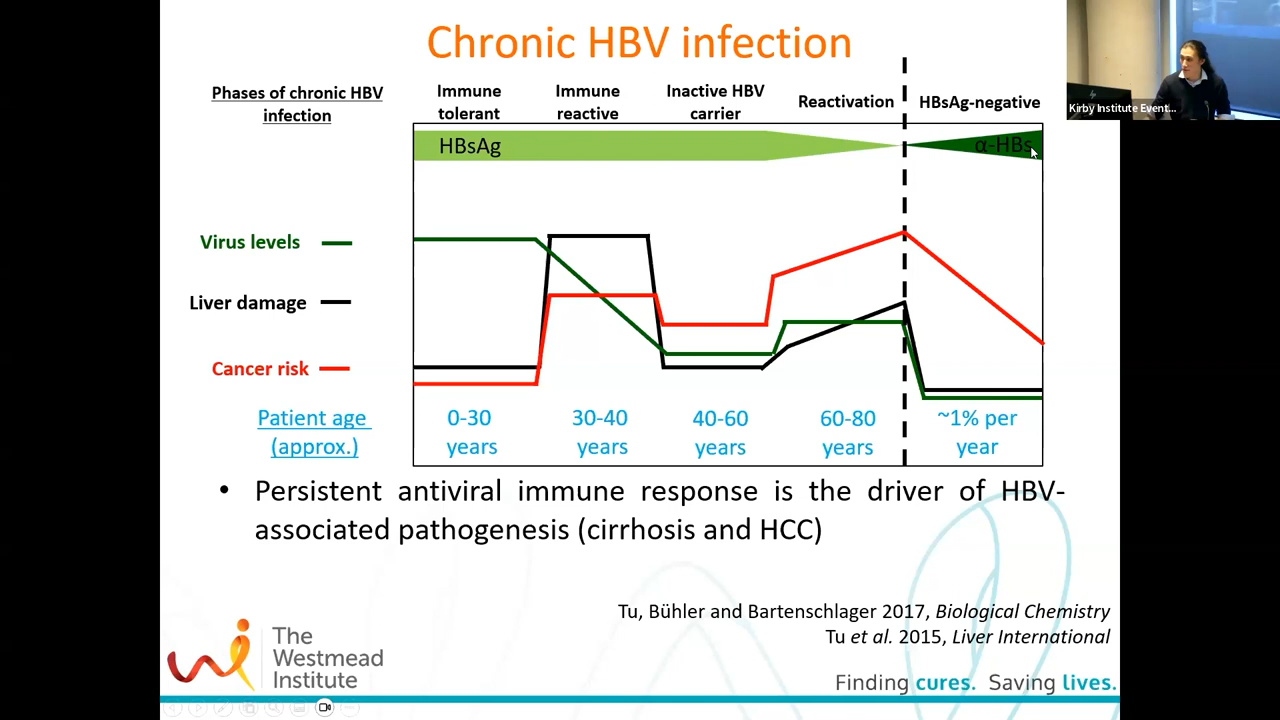 Chronic HBV infection
Phases of chronic HBV
infection
Immune
tolerant
Immune
reactive
Inactive HBV
carrier
Reactivation
HBsAg-negative
HBsAg
α-HBs
Virus levels
Liver damage
Cancer risk
Patient age
(approx.)
0-30
years
30-40
years
40-60
years
60-80
years
~1% per
year
• Persistent antiviral immune response is the driver of HBV-
associated pathogenesis (cirrhosis and HCC)
Tu, Bühler and Bartenschlager 2017, Biological Chemistry
Tu et al. 2015, Liver International
The
Westmead
Institute
Finding cures. Saving lives.
Kirby Institute Event...